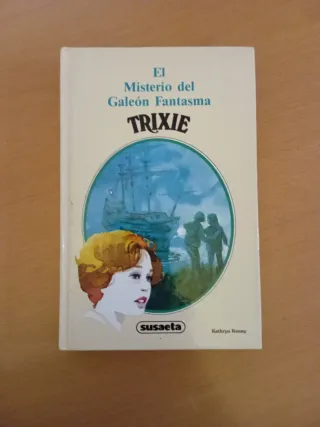 El
Misterio del
Galeón Fantasma
TRIXIE
susaeta
Kathryn Kenny